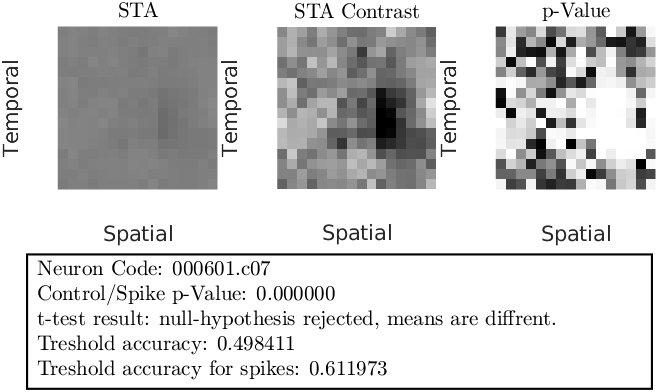 STA
STA Contrast
p-Value
Temporal
Temporal
Temporal
Spatial
Spatial
Spatial
Neuron Code: 000601.c07
Control/Spike p-Value: 0.000000
t-test result: null-hypothesis rejected, means are diffrent.
Treshold accuracy: 0.498411
Treshold accuracy for spikes: 0.611973